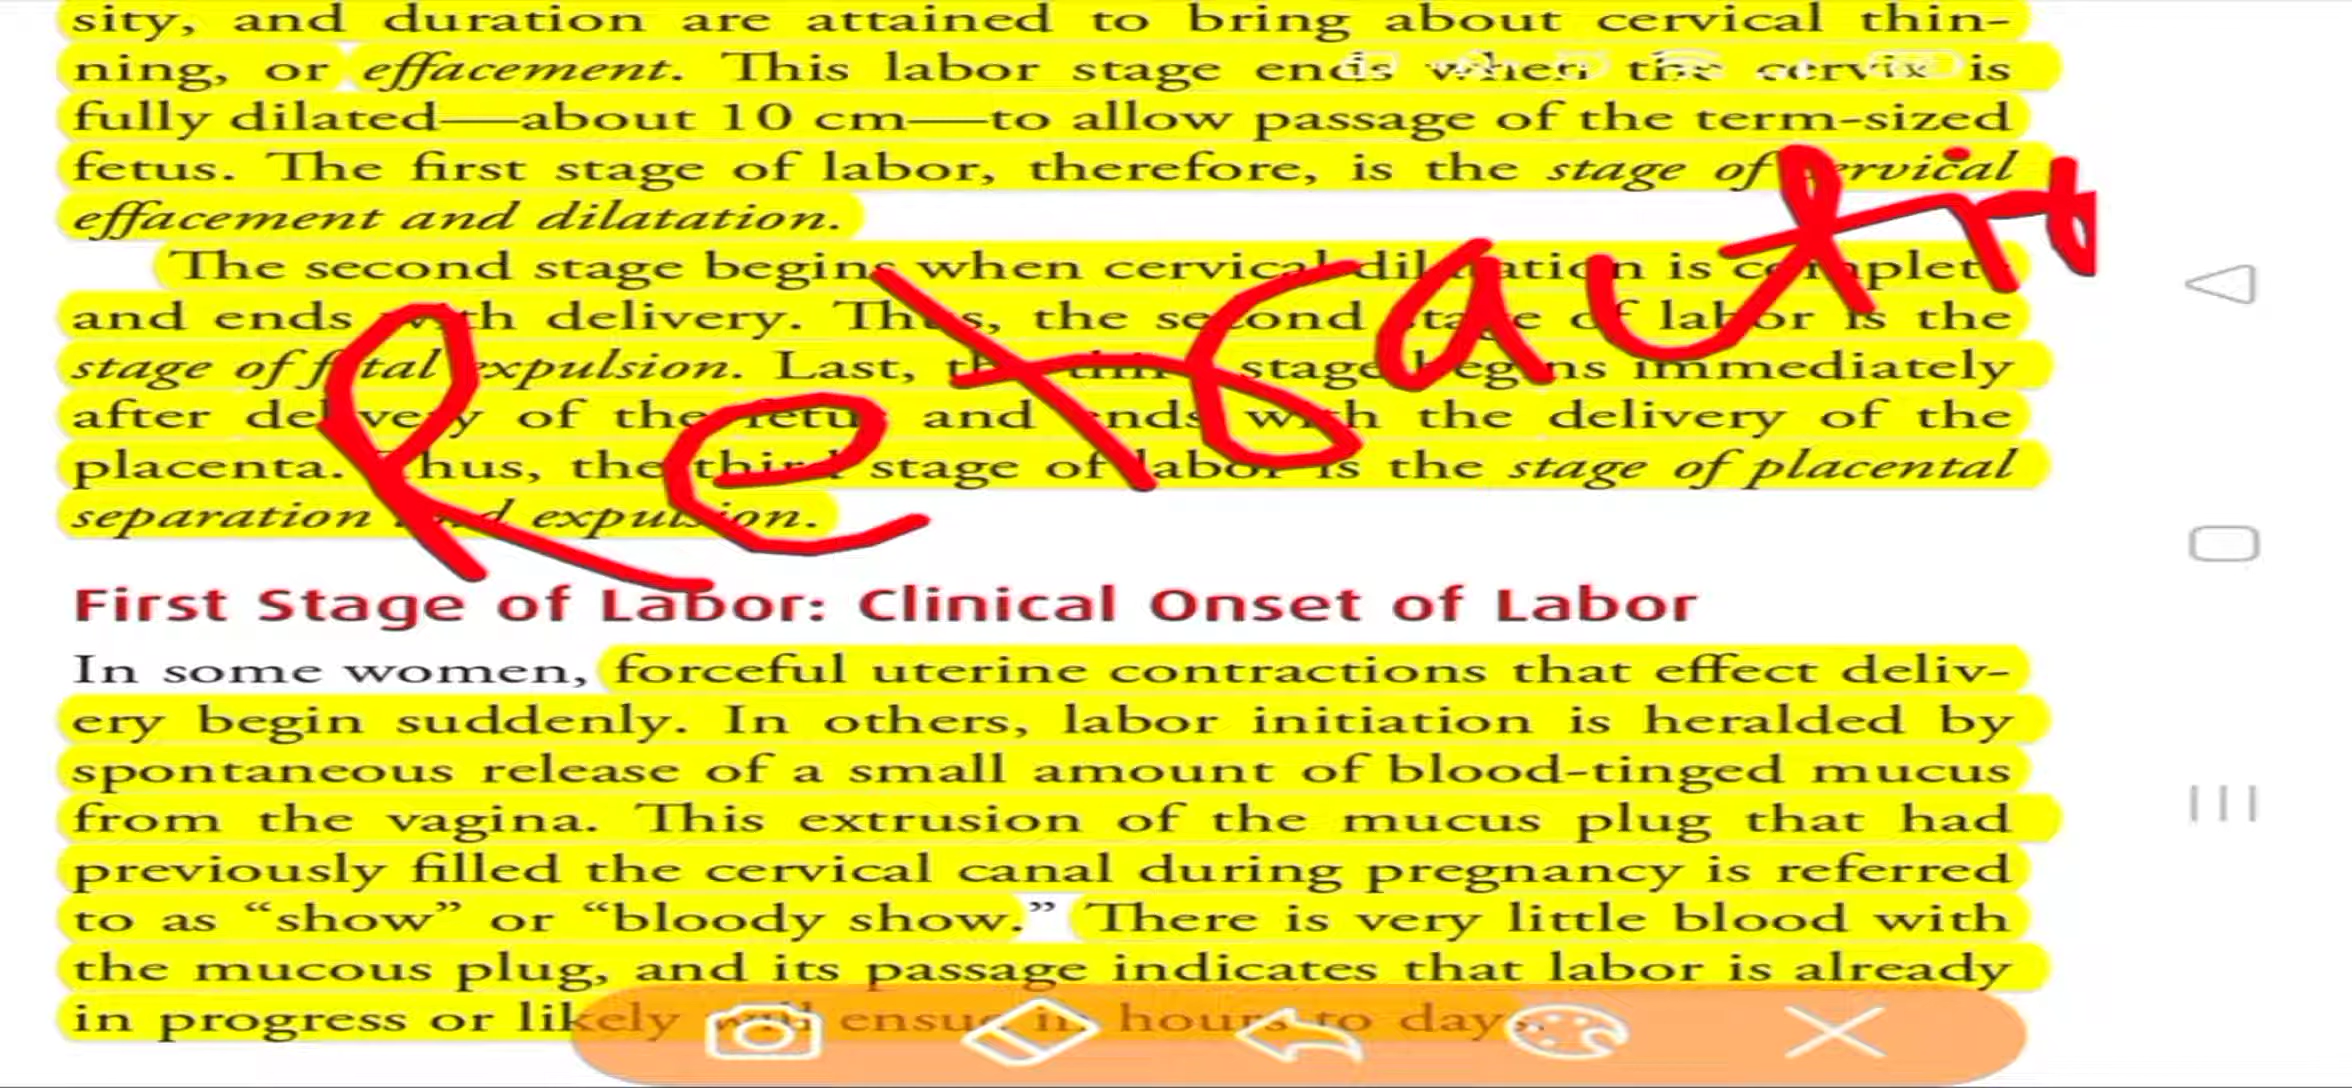 sity, and duration are attained to bring about cervical thin-
ning, or effacement. This labor stage ends when the cervix is
fully dilated—about 10 cm—to allow passage of the term-sized
fetus. The first stage of labor, therefore, is the stage of cervical
effacement and dilatation.
The second stage begins when cervical dilatation is complete
and ends with delivery. Thus, the second stage of labor is the
stage of fetal expulsion. Last, the third stage begins immediately
after delivery of the fetus and ends with the delivery of the
placenta. Thus, the third stage of labor is the stage of placental
separation and expulsion.
First Stage of Labor: Clinical Onset of Labor
In some women, forceful uterine contractions that effect deliv-
ery begin suddenly. In others, labor initiation is heralded by
spontaneous release of a small amount of blood-tinged mucus
from the vagina. This extrusion of the mucus plug that had
previously filled the cervical canal during pregnancy is referred
to as “show” or “bloody show.” There is very little blood with
the mucous plug, and its passage indicates that labor is already
in progress or likely will ensue in hours to days.